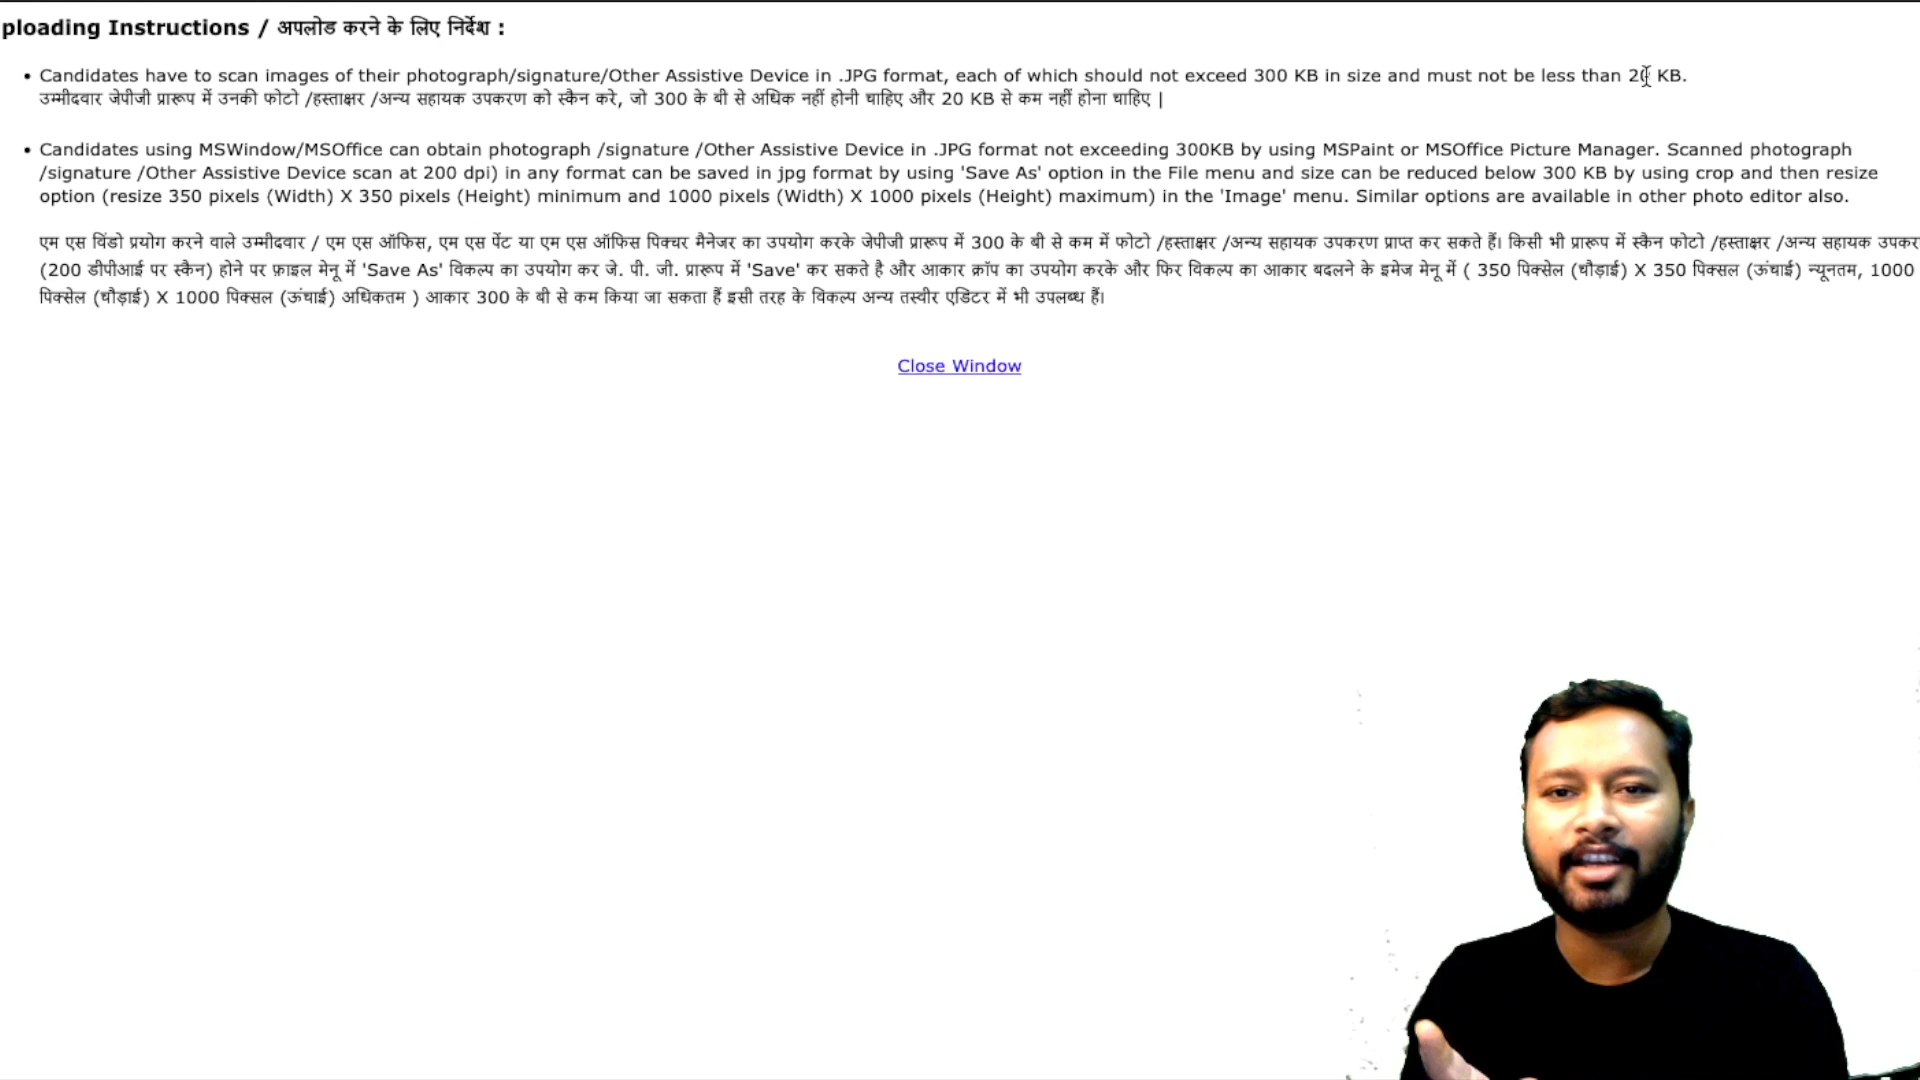 ploading Instructions / अपलोड करने के लिए निर्देश :
• Candidates have to scan images of their photograph/signature/Other Assistive Device in .JPG format, each of which should not exceed 300 KB in size and must not be less than 20 KB.
उम्मीदवार जेपीजी प्रारूप में उनकी फोटो /हस्ताक्षर /अन्य सहायक उपकरण को स्कैन करे, जो 300 के बी से अधिक नहीं होनी चाहिए और 20 KB से कम नहीं होना चाहिए |
• Candidates using MSWindow/MSOffice can obtain photograph /signature /Other Assistive Device in .JPG format not exceeding 300KB by using MSPaint or MSOffice Picture Manager. Scanned photograph
/signature /Other Assistive Device scan at 200 dpi) in any format can be saved in jpg format by using 'Save As' option in the File menu and size can be reduced below 300 KB by using crop and then resize
option (resize 350 pixels (Width) X 350 pixels (Height) minimum and 1000 pixels (Width) X 1000 pixels (Height) maximum) in the 'Image' menu. Similar options are available in other photo editor also.
एम एस विंडो प्रयोग करने वाले उम्मीदवार / एम एस ऑफिस, एम एस पेंट या एम एस ऑफिस पिक्चर मैनेजर का उपयोग करके जेपीजी प्रारूप में 300 के बी से कम में फोटो /हस्ताक्षर /अन्य सहायक उपकरण प्राप्त कर सकते हैं। किसी भी प्रारूप में स्कैन फोटो /हस्ताक्षर /अन्य सहायक उपकर
(200 डीपीआई पर स्कैन) होने पर फ़ाइल मेनू में 'Save As' विकल्प का उपयोग कर जे. पी. जी. प्रारूप में 'Save' कर सकते है और आकार क्रॉप का उपयोग करके और फिर विकल्प का आकार बदलने के इमेज मेनू में ( 350 पिक्सेल (चौड़ाई) X 350 पिक्सल (ऊंचाई) न्यूनतम, 1000
पिक्सेल (चौड़ाई) X 1000 पिक्सल (ऊंचाई) अधिकतम ) आकार 300 के बी से कम किया जा सकता हैं इसी तरह के विकल्प अन्य तस्वीर एडिटर में भी उपलब्ध हैं।
Close Window